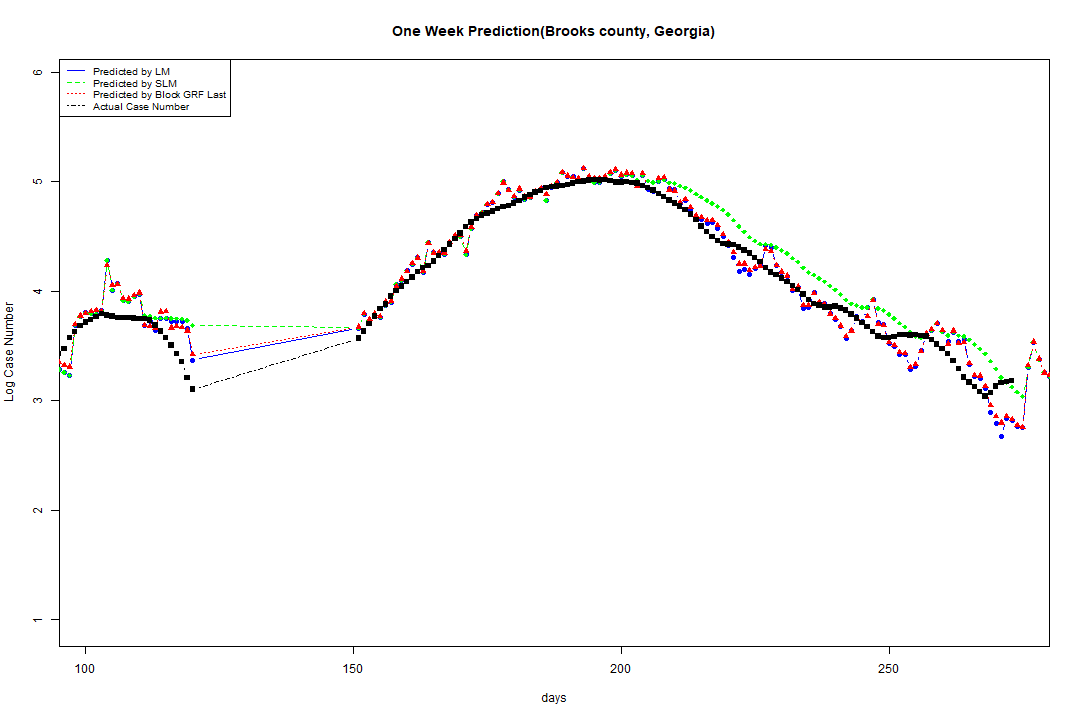 One Week Prediction(Brooks county, Georgia)
Predicted by LM
Predicted by SLM
Predicted by Block GRF Last
Actual Case Number
6
5
4
3
2
1
Log Case Number
100 150 200 250
days